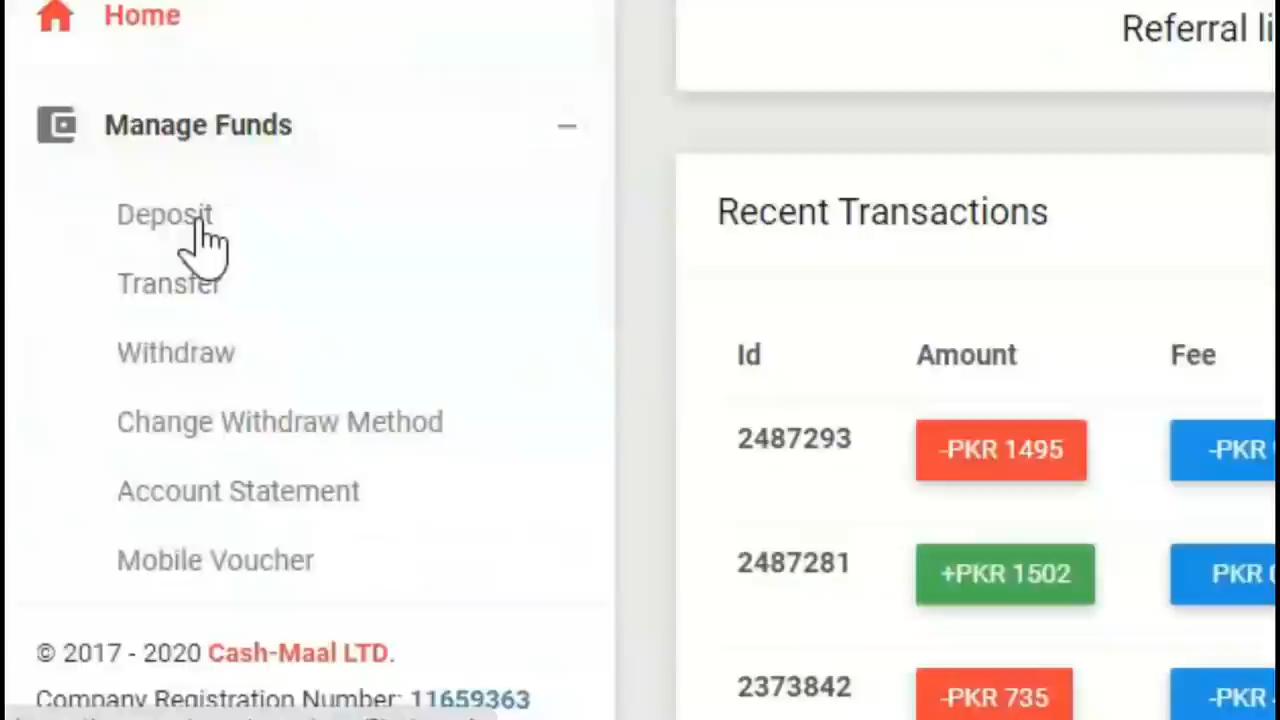 Home
Manage Funds
Deposit
Transfer
Withdraw
Change Withdraw Method
Account Statement
Mobile Voucher
© 2017 - 2020 Cash-Maal LTD.
Company Registration Number: 11659363
Referral
Recent Transactions
Id Amount Fee
2487293 -PKR 1495 -PKR
2487281 +PKR 1502 PKR
2373842 -PKR 735 -PKR